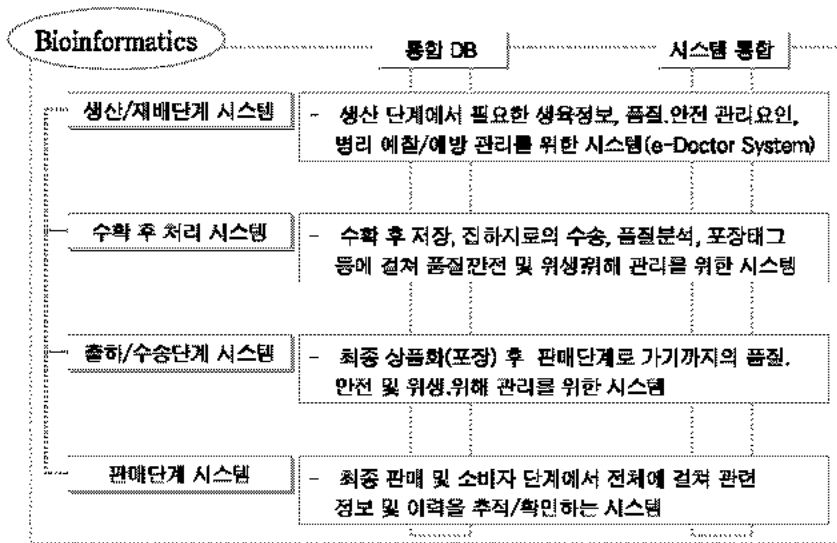 Bioinformatics
통합 DB
시스템 통합
생산/재배단계 시스템
- 생산 단계에서 필요한 생육정보, 품질.안전 관리요인,
병리 예찰/예방 관리를 위한 시스템(e-Doctor System)
수확 후 처리 시스템
- 수확 후 저장, 집하지로의 수송, 품질분석, 포장태그
등에 걸쳐 품질?안전 및 위생?위해 관리를 위한 시스템
출하/수송단계 시스템
- 최종 상품화(포장) 후 판매단계로 가기까지의 품질.
안전 및 위생.위해 관리를 위한 시스템
판매단계 시스템
- 최종 판매 및 소비자 단계에서 전체에 걸쳐 관련
정보 및 이력을 추적/확인하는 시스템